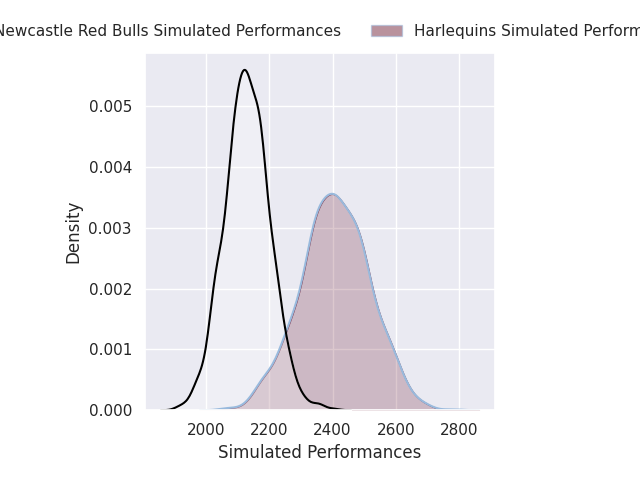 Newcastle Red Bulls Simulated Performances Harlequins Simulated Perform
0.005
0.004
0.003
0.002
0.001
0.000
Density
2000 2200 2400 2600 2800
Simulated Performances